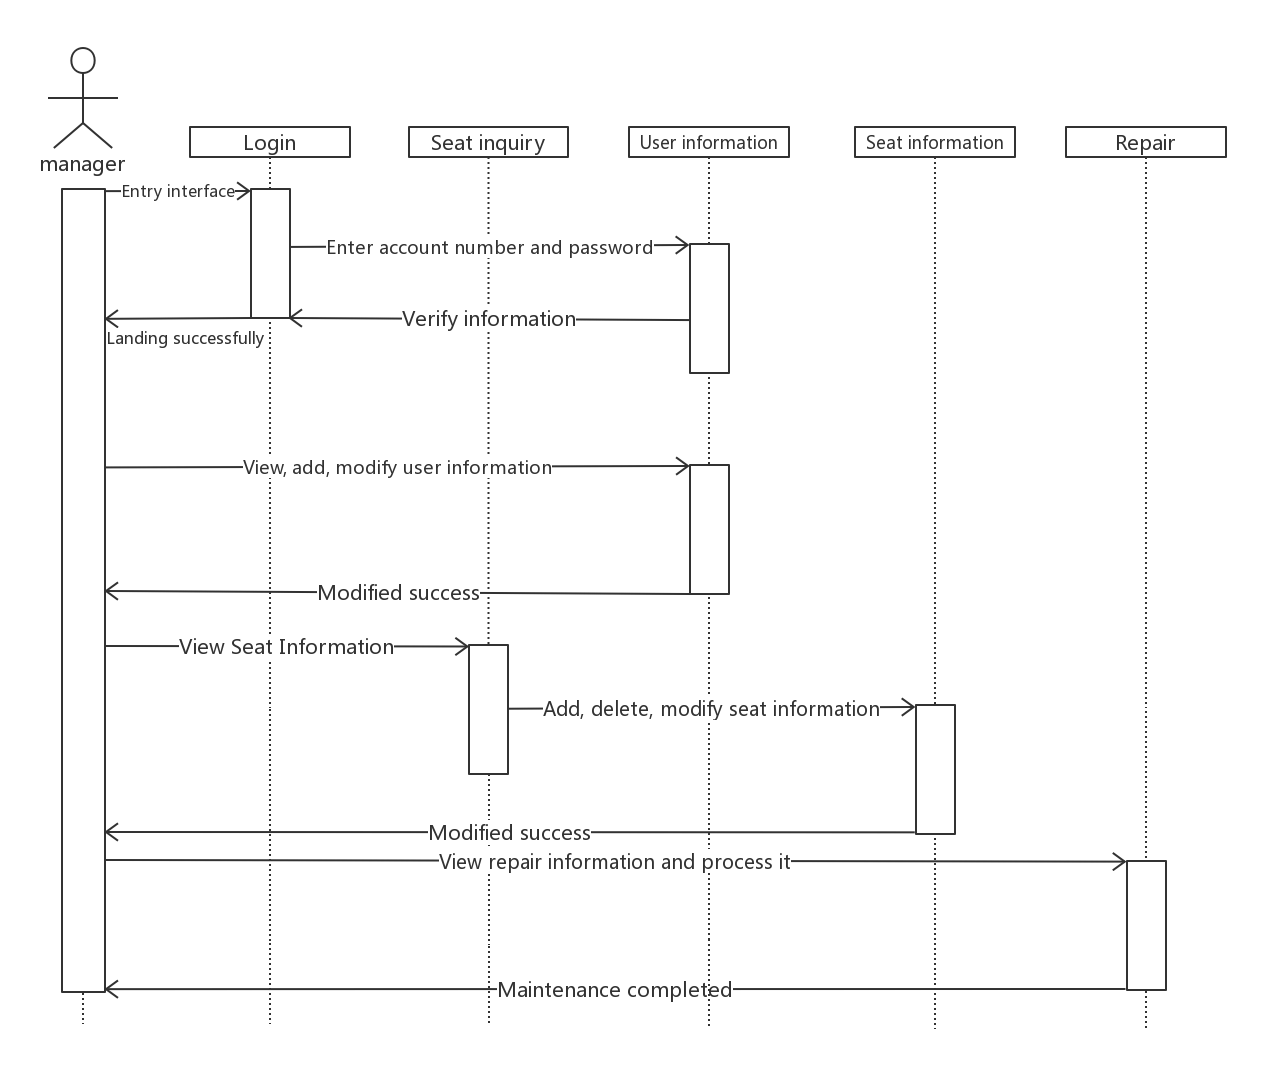 manager
Login
Seat inquiry
User information
Seat information
Repair
Entry interface
Enter account number and password
Verify information
Landing successfully
View, add, modify user information
Modified success
View Seat Information
Add, delete, modify seat information
Modified success
View repair information and process it
Maintenance completed